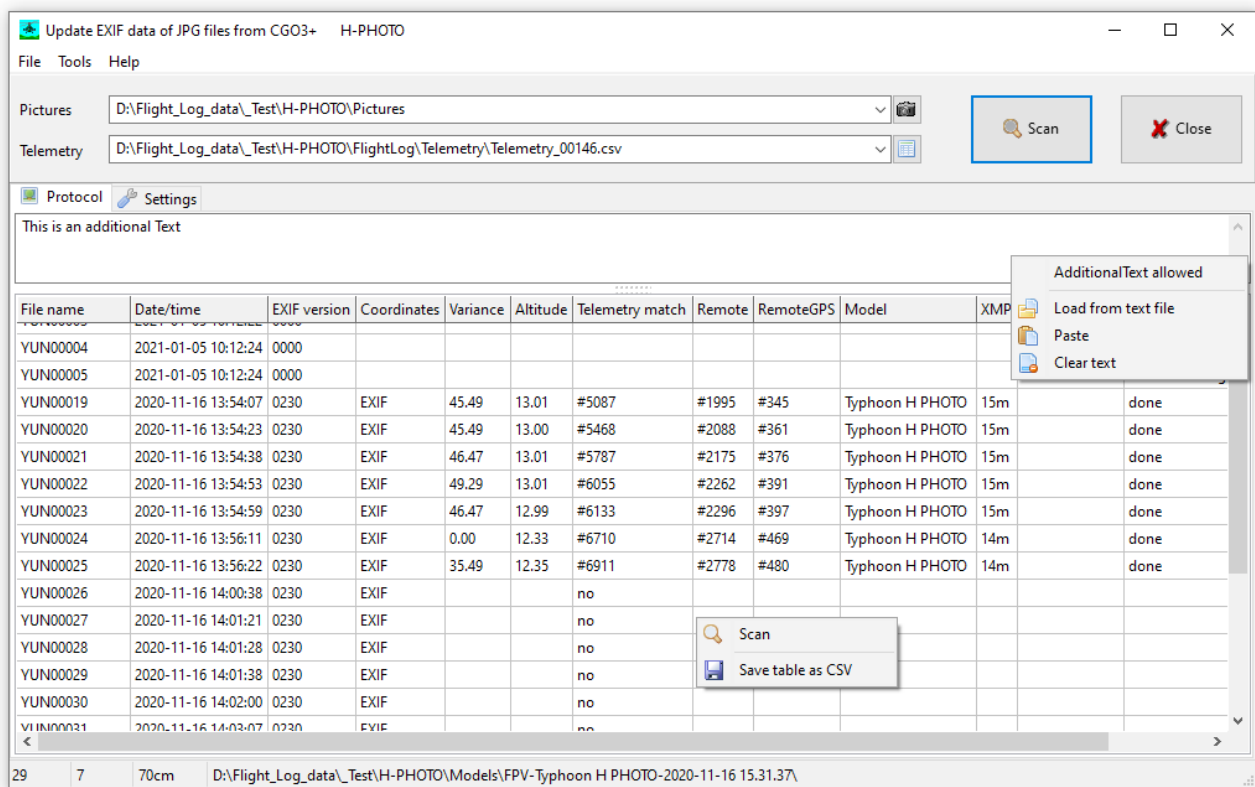 Update EXIF data of JPG files from CGO3+ H-PHOTO
File Tools Help
Pictures D:\Flight_Log_data\_Test\H-PHOTO\Pictures
Scan
Close
Telemetry D:\Flight_Log_data\_Test\H-PHOTO\FlightLog\Telemetry\Telemetry_00146.csv
Protocol Settings
This is an additional Text
AdditionalText allowed
Load from text file
Paste
Clear text
File name Date/time EXIF version Coordinates Variance Altitude Telemetry match Remote RemoteGPS Model XMP
YUN00004 2021-01-05 10:12:24 0000
YUN00005 2021-01-05 10:12:24 0000
YUN00019 2020-11-16 13:54:07 0230 EXIF 45.49 13.01 #5087 #1995 #345 Typhoon H PHOTO 15m done
YUN00020 2020-11-16 13:54:23 0230 EXIF 45.49 13.00 #5468 #2088 #361 Typhoon H PHOTO 15m done
YUN00021 2020-11-16 13:54:38 0230 EXIF 46.47 13.01 #5787 #2175 #376 Typhoon H PHOTO 15m done
YUN00022 2020-11-16 13:54:53 0230 EXIF 49.29 13.01 #6055 #2262 #391 Typhoon H PHOTO 15m done
YUN00023 2020-11-16 13:54:59 0230 EXIF 46.47 12.99 #6133 #2296 #397 Typhoon H PHOTO 15m done
YUN00024 2020-11-16 13:56:11 0230 EXIF 0.00 12.33 #6710 #2714 #469 Typhoon H PHOTO 14m done
YUN00025 2020-11-16 13:56:22 0230 EXIF 35.49 12.35 #6911 #2778 #480 Typhoon H PHOTO 14m done
YUN00026 2020-11-16 14:00:38 0230 EXIF no
YUN00027 2020-11-16 14:01:21 0230 EXIF no
YUN00028 2020-11-16 14:01:28 0230 EXIF no
YUN00029 2020-11-16 14:01:38 0230 EXIF no
YUN00030 2020-11-16 14:02:00 0230 EXIF no
YUN00031 2020-11-16 14:03:07 0230 EXIF no
Scan
Save table as CSV
29 7 70cm D:\Flight_Log_data\_Test\H-PHOTO\Models\FPV-Typhoon H PHOTO-2020-11-16 15.31.37\